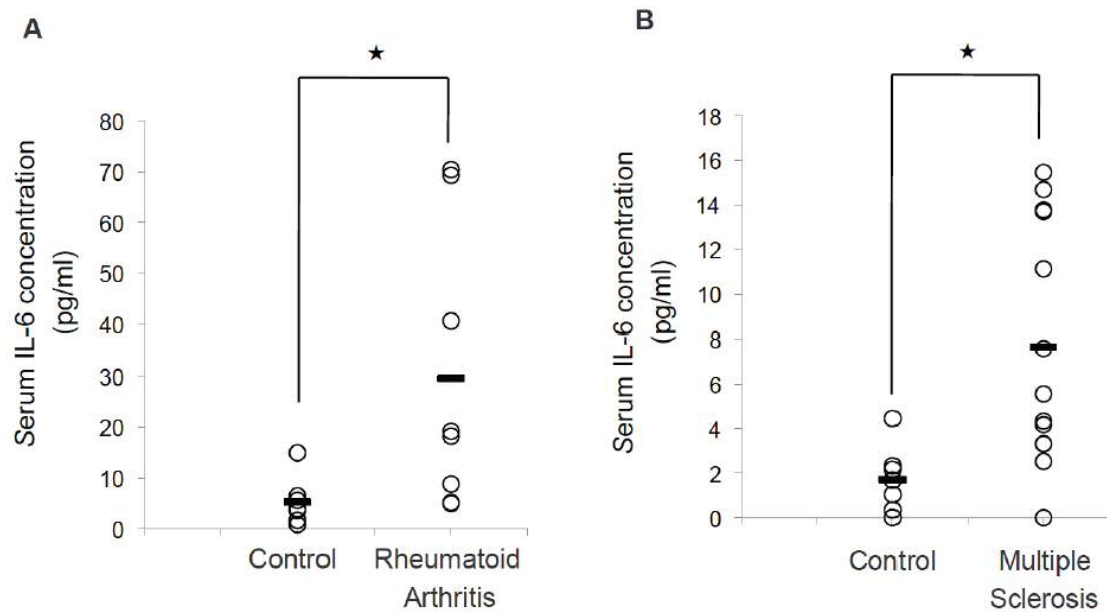 A
Serum IL-6 concentration
(pg/ml)
80
70
60
50
40
30
20
10
0
Control
Rheumatoid
Arthritis
B
Serum IL-6 concentration
(pg/ml)
18
16
14
12
10
8
6
4
2
0
Control
Multiple
Sclerosis